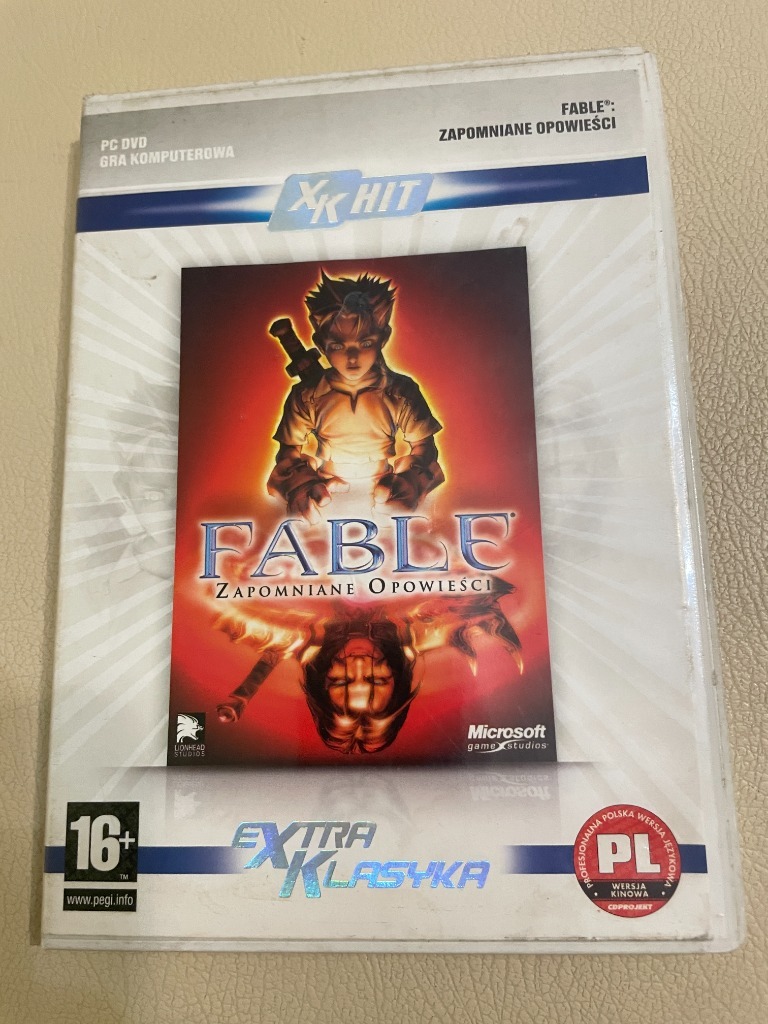 PC DVD
GRA KOMPUTEROWA
FABLE®:
ZAPOMNIANE OPOWIEŚCI
XK HIT
FABLE®
ZAPOMNIANE OPOWIEŚCI
LIONHEAD
STUDIOS
Microsoft
game studios
16+
TM
www.pegi.info
EXTRA
KLASYKA
PROFESJONALNA POLSKA WERSJA JĘZYKOWA
PL
WERSJA
KINOWA
CDPROJEKT